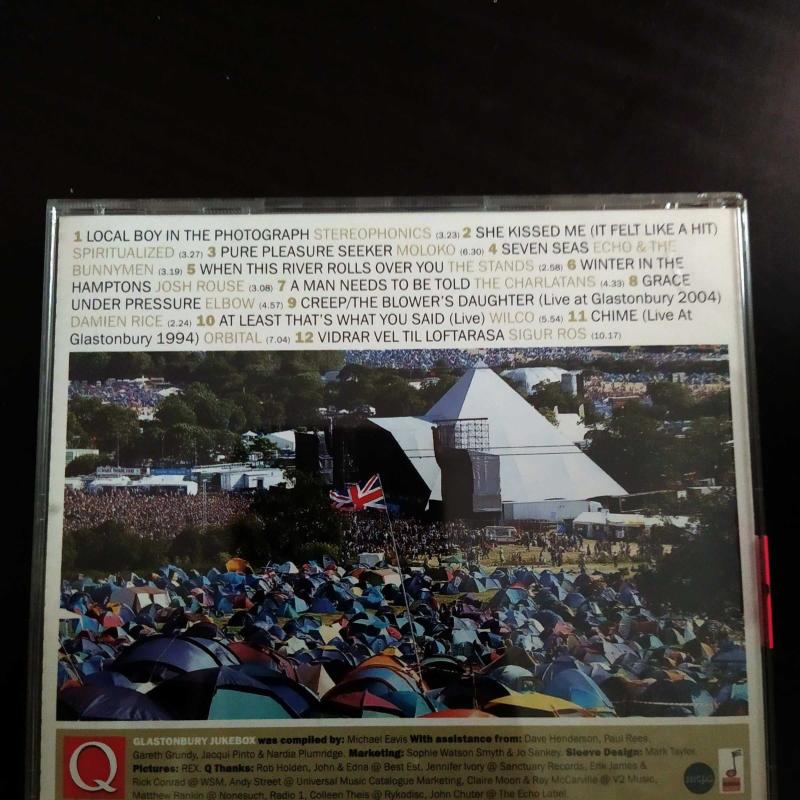 1 LOCAL BOY IN THE PHOTOGRAPH STEREOPHONICS (3.23) 2 SHE KISSED ME (IT FELT LIKE A HIT)
SPIRITUALIZED (3.27) 3 PURE PLEASURE SEEKER MOLOKO (6.30) 4 SEVEN SEAS ECHO & THE
BUNNYMEN (3.19) 5 WHEN THIS RIVER ROLLS OVER YOU THE STANDS (2.58) 6 WINTER IN THE
HAMPTONS JOSH ROUSE (3.08) 7 A MAN NEEDS TO BE TOLD THE CHARLATANS (4.33) 8 GRACE
UNDER PRESSURE ELBOW (4.57) 9 CREEP/THE BLOWER'S DAUGHTER (Live at Glastonbury 2004)
DAMIEN RICE (2.24) 10 AT LEAST THAT'S WHAT YOU SAID (Live) WILCO (5.54) 11 CHIME (Live At
Glastonbury 1994) ORBITAL (7.04) 12 VIDRAR VEL TIL LOFTARASA SIGUR ROS (10.17)
Q
GLASTONBURY JUKEBOX was compiled by: Michael Eavis With assistance from: Dave Henderson, Paul Rees,
Gareth Grundy, Jacqui Pinto & Nardia Plumridge. Marketing: Sophie Watson Smyth & Jo Sankey. Sleeve Design: Mark Taylor.
Pictures: REX. Q Thanks: Rob Holden, John & Edna @ Best Est, Jennifer Ivory @ Sanctuary Records, Erik James &
Rick Conrad @ WSM, Andy Street @ Universal Music Catalogue Marketing, Claire Moon & Ray McCarville @ V2 Music,
Matthew Rankin @ Nonesuch, Radio 1, Colleen Theis @ Rykodisc, John Chuter @ The Echo Label.
mcps